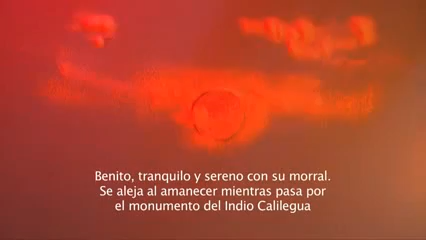 Benito, tranquilo y sereno con su morral.
Se aleja al amanecer mientras pasa por
el monumento del Indio Calilegua